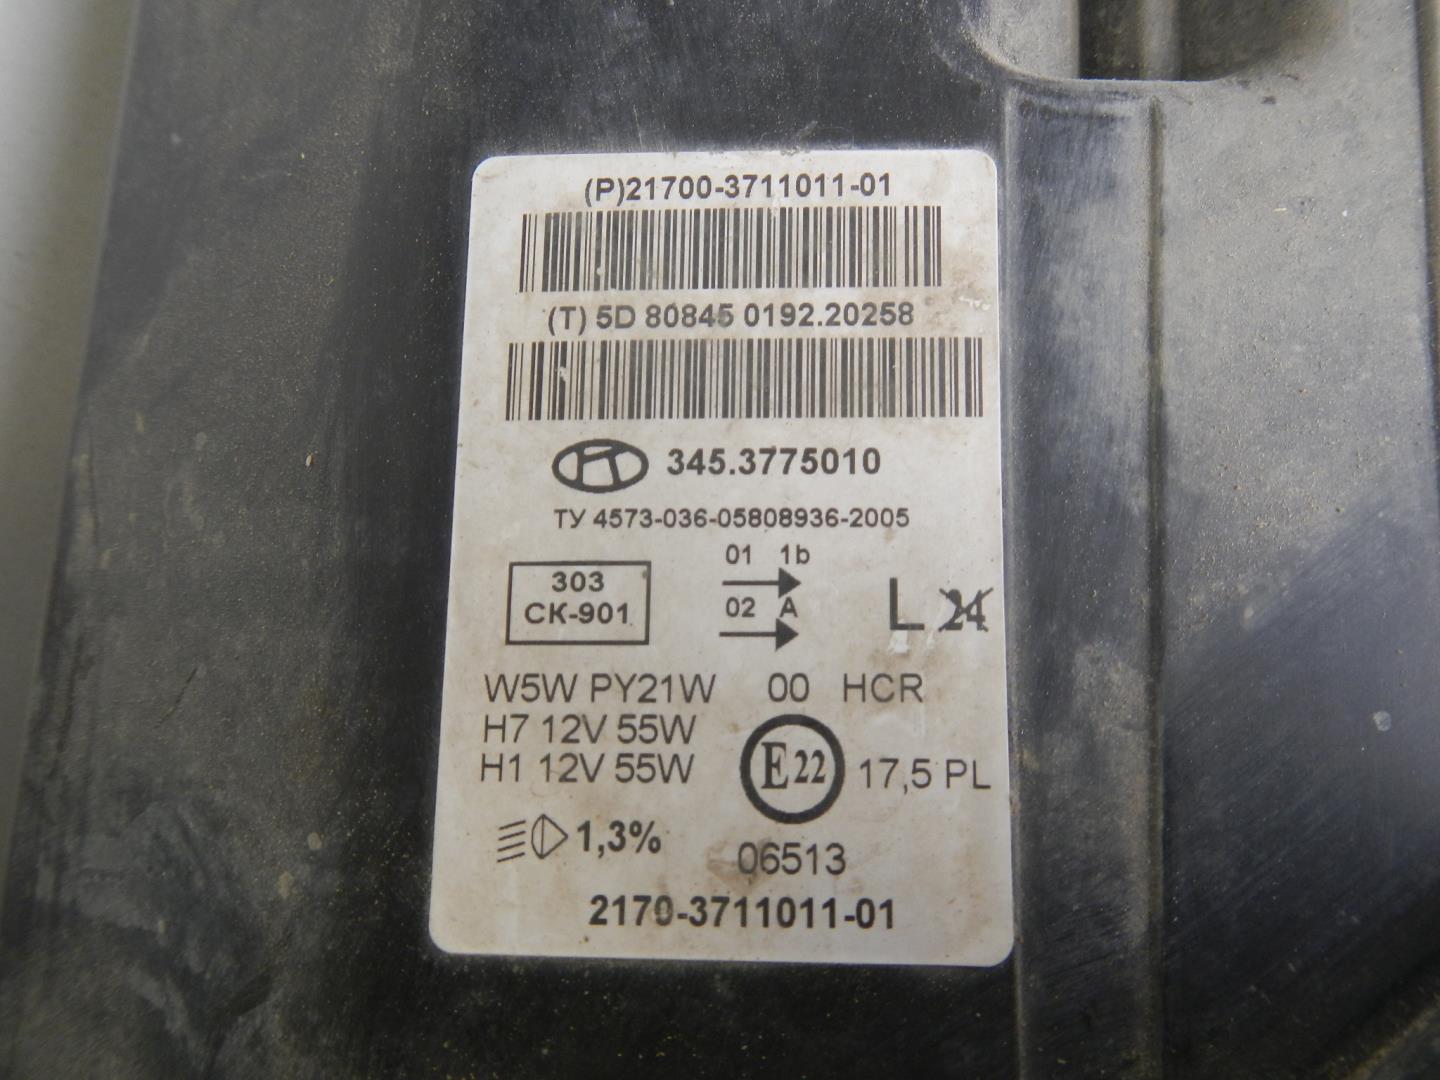 (P)21700-3711011-01
(T) 5D 80845 0192.20258
345.3775010
ТУ 4573-036-05808936-2005
303
СК-901
01 1b
02 A
L 24
W5W PY21W 00 HCR
H7 12V 55W
H1 12V 55W
E22 17,5 PL
1,3%
06513
2170-3711011-01